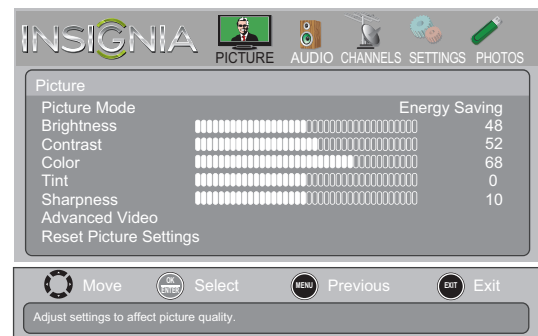 INSIGNIA
PICTURE AUDIO CHANNELS SETTINGS PHOTOS
Picture
Picture Mode Energy Saving
Brightness 48
Contrast 52
Color 68
Tint 0
Sharpness 10
Advanced Video
Reset Picture Settings
Move OK ENTER Select MENU Previous EXIT Exit
Adjust settings to affect picture quality.